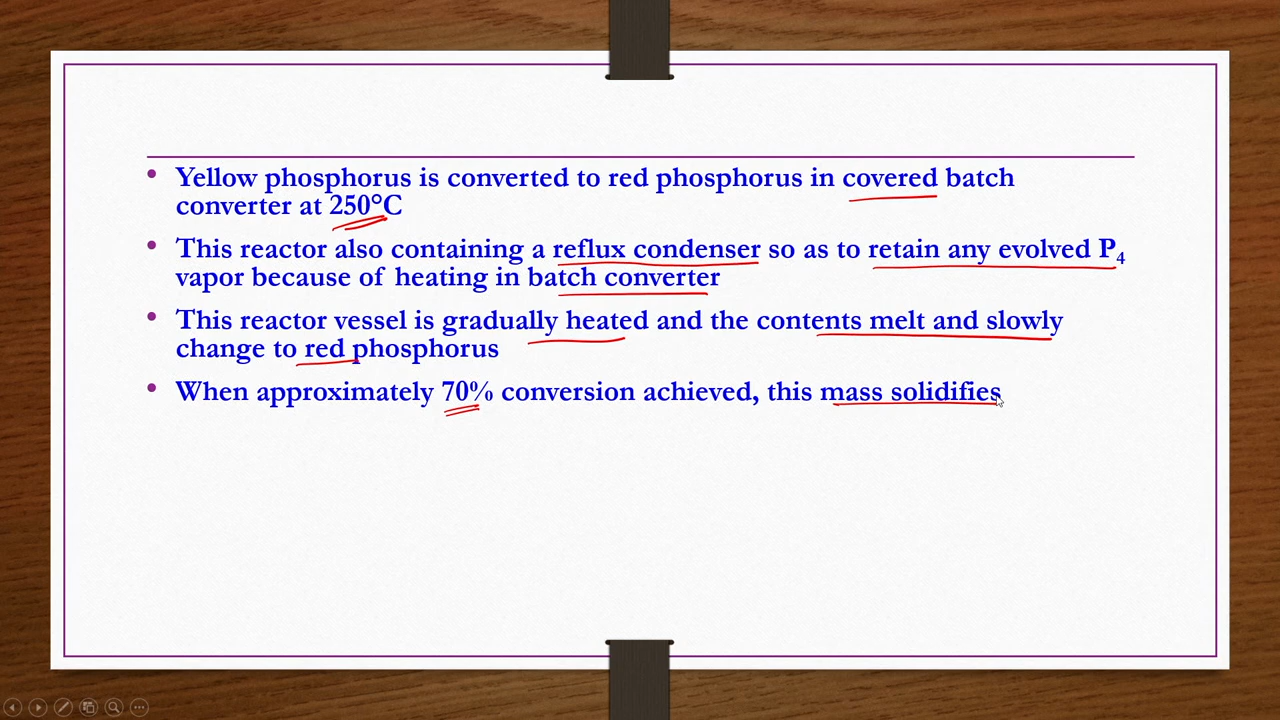 • Yellow phosphorus is converted to red phosphorus in covered batch
converter at 250°C
• This reactor also containing a reflux condenser so as to retain any evolved P₄
vapor because of heating in batch converter
• This reactor vessel is gradually heated and the contents melt and slowly
change to red phosphorus
• When approximately 70% conversion achieved, this mass solidifies